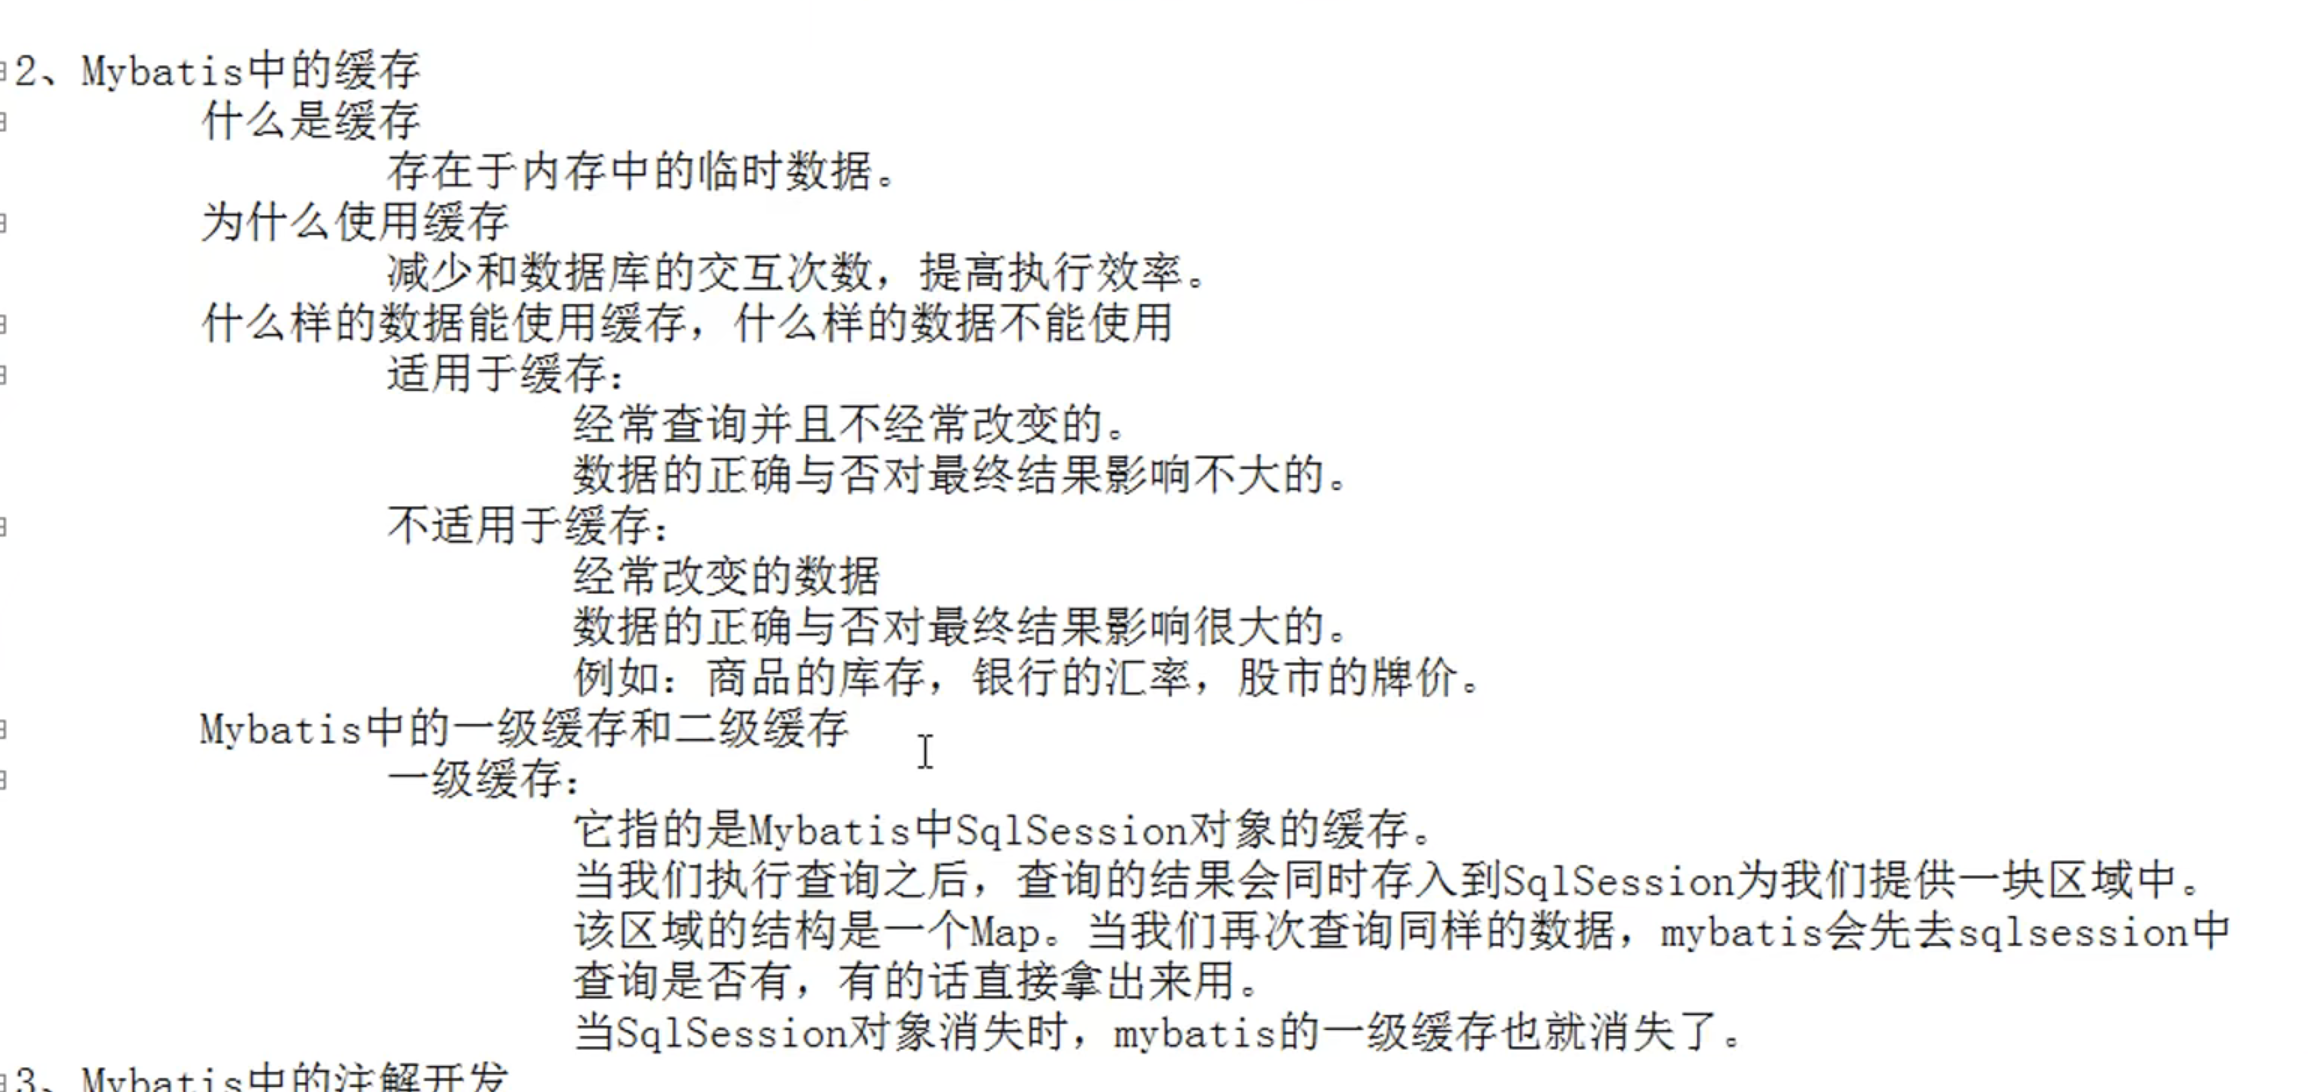 2、Mybatis中的缓存
什么是缓存
存在于内存中的临时数据。
为什么使用缓存
减少和数据库的交互次数，提高执行效率。
什么样的数据能使用缓存，什么样的数据不能使用
适用于缓存：
经常查询并且不经常改变的。
数据的正确与否对最终结果影响不大的。
不适用于缓存：
经常改变的数据
数据的正确与否对最终结果影响很大的。
例如：商品的库存，银行的汇率，股市的牌价。
Mybatis中的一级缓存和二级缓存
一级缓存：
它指的是Mybatis中SqlSession对象的缓存。
当我们执行查询之后，查询的结果会同时存入到SqlSession为我们提供一块区域中。
该区域的结构是一个Map。当我们再次查询同样的数据，mybatis会先去sqlsession中
查询是否有，有的话直接拿出来用。
当SqlSession对象消失时，mybatis的一级缓存也就消失了。
3、Mybatis中的注解开发